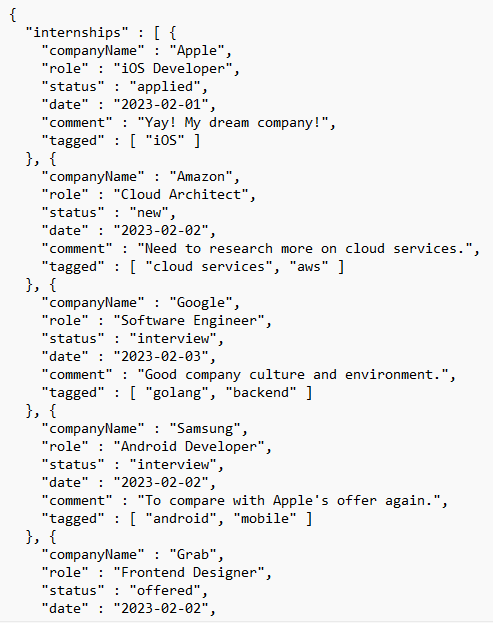 {
  "internships" : [ {
    "companyName" : "Apple",
    "role" : "iOS Developer",
    "status" : "applied",
    "date" : "2023-02-01",
    "comment" : "Yay! My dream company!",
    "tagged" : [ "iOS" ]
  }, {
    "companyName" : "Amazon",
    "role" : "Cloud Architect",
    "status" : "new",
    "date" : "2023-02-02",
    "comment" : "Need to research more on cloud services.",
    "tagged" : [ "cloud services", "aws" ]
  }, {
    "companyName" : "Google",
    "role" : "Software Engineer",
    "status" : "interview",
    "date" : "2023-02-03",
    "comment" : "Good company culture and environment.",
    "tagged" : [ "golang", "backend" ]
  }, {
    "companyName" : "Samsung",
    "role" : "Android Developer",
    "status" : "interview",
    "date" : "2023-02-02",
    "comment" : "To compare with Apple's offer again.",
    "tagged" : [ "android", "mobile" ]
  }, {
    "companyName" : "Grab",
    "role" : "Frontend Designer",
    "status" : "offered",
    "date" : "2023-02-02",